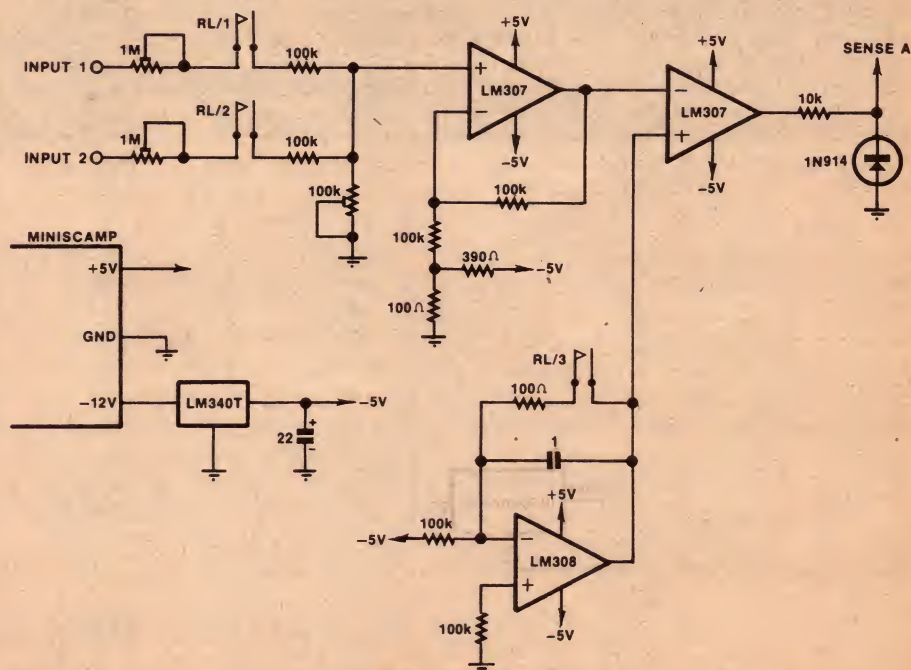 INPUT 1
1M
RL/1
100k
INPUT 2
1M
RL/2
100k
100k
+
−
LM307
+5V
−5V
100k
100k
390Ω
−5V
100Ω
−
+
LM307
+5V
−5V
10k
SENSE A
1N914
MINISCAMP
+5V
GND
−12V
LM340T
−5V
22
+
-
RL/3
100Ω
1
−5V
100k
−
+
LM308
+5V
−5V
100k